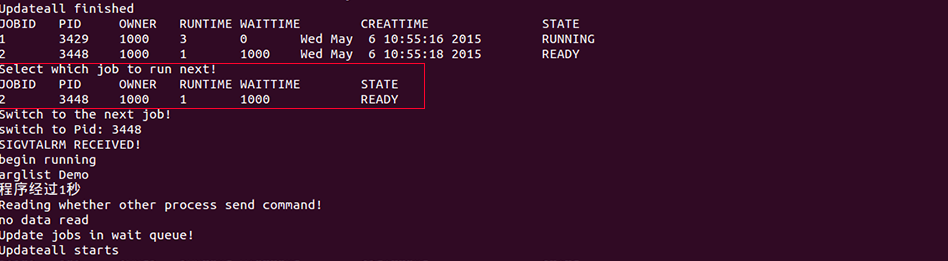 Updateall finished
JOBID PID OWNER RUNTIME WAITTIME CREATTIME STATE
1 3429 1000 3 0 Wed May 6 10:55:16 2015 RUNNING
2 3448 1000 1 1000 Wed May 6 10:55:18 2015 READY
Select which job to run next!
JOBID PID OWNER RUNTIME WAITTIME STATE
2 3448 1000 1 1000 READY
Switch to the next job!
switch to Pid: 3448
SIGVTALRM RECEIVED!
begin running
arglist Demo
程序经过1秒
Reading whether other process send command!
no data read
Update jobs in wait queue!
Updateall starts